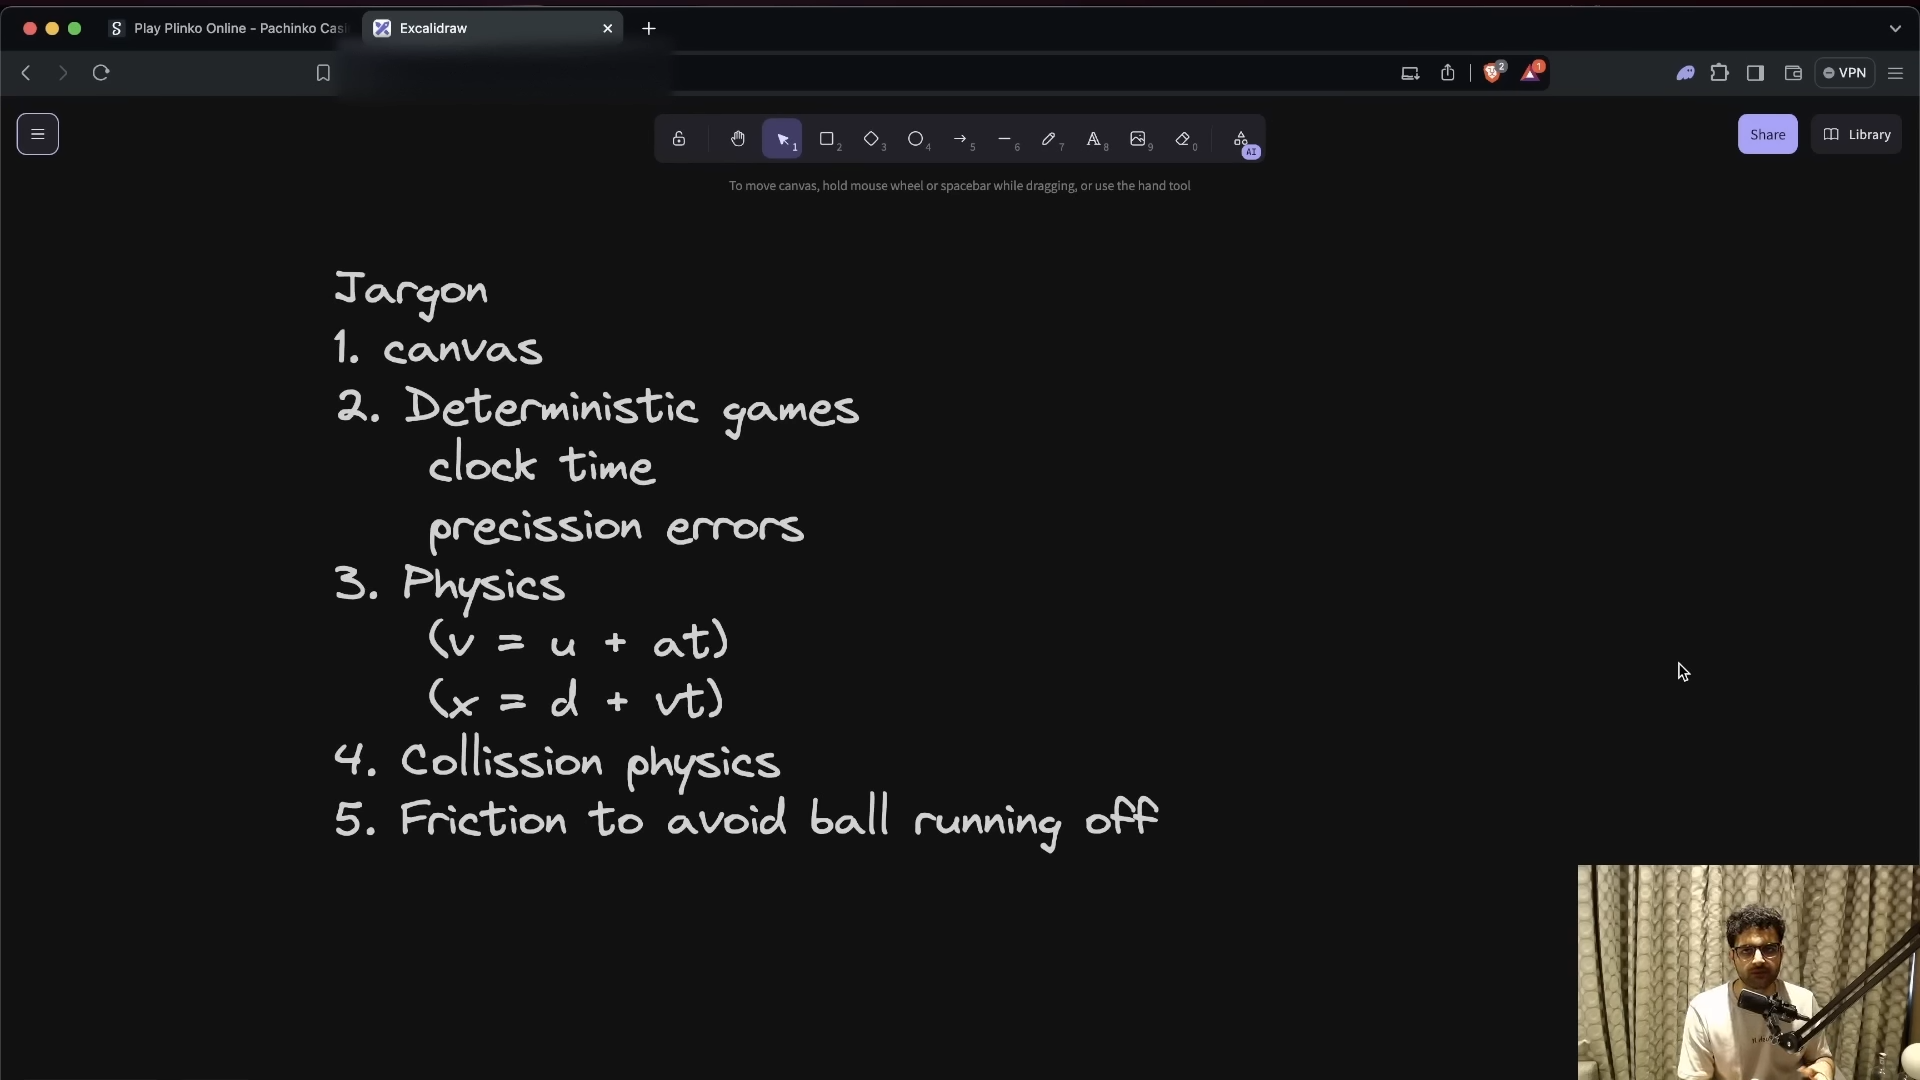 Play Plinko Online - Pachinko Cas
Excalidraw
2
1
VPN
1
2
3
4
5
6
7
8
9
0
AI
Share
Library
To move canvas, hold mouse wheel or spacebar while dragging, or use the hand tool
Jargon
1. canvas
2. Deterministic games
clock time
precission errors
3. Physics
(v = u + at)
(x = d + vt)
4. Collission physics
5. Friction to avoid ball running off